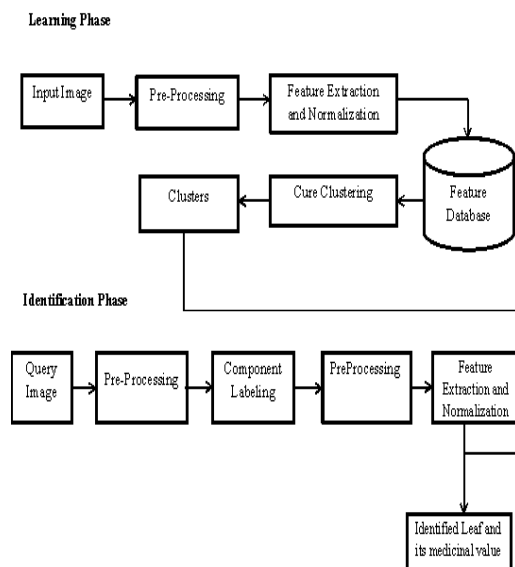 Learning Phase
Input Image
Pre-Processing
Feature Extraction
and Normalization
Feature
Database
Cure Clustering
Clusters
Identification Phase
Query
Image
Pre-Processing
Component
Labeling
PreProcessing
Feature
Extraction and
Normalization
Identified Leaf and
its medicinal value